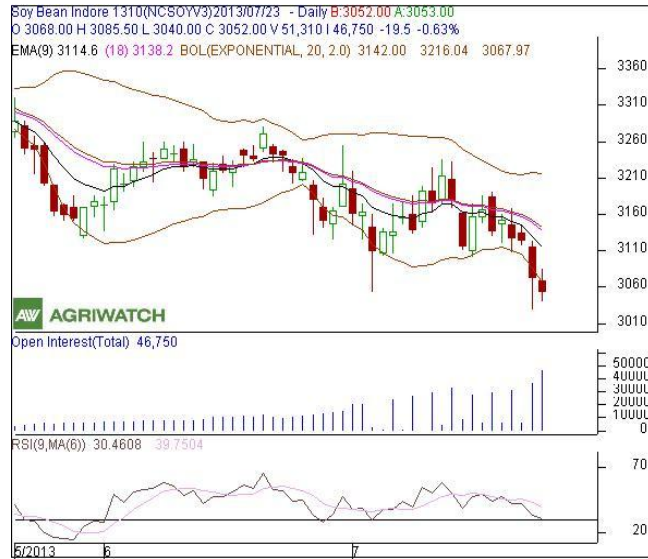 Soy Bean Indore 1310(NCSOYV3)2013/07/23 - Daily B:3052.00 A:3053.00
O 3068.00 H 3085.50 L 3040.00 C 3052.00 V 51,310 I 46,750 -19.5 -0.63%
EMA(9) 3114.6 (18) 3138.2 BOL(EXPONENTIAL, 20, 2.0) 3142.00 3216.04 3067.97
3360
3310
3260
3210
3160
3110
3060
3010
AW AGRIWATCH
Open Interest(Total) 46,750
50000
40000
30000
20000
10000
0
RSI(9,MA(6)) 30.4608 39.7504
70
20
5/2013 6 7